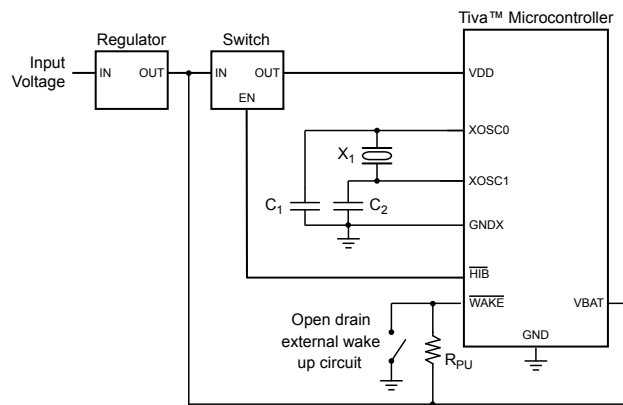 Tiva™ Microcontroller
Regulator
Switch
Input
Voltage
IN
OUT
IN
OUT
EN
VDD
XOSC0
X1
XOSC1
C1
C2
GNDX
HIB
WAKE
VBAT
Open drain
external wake
up circuit
RPU
GND